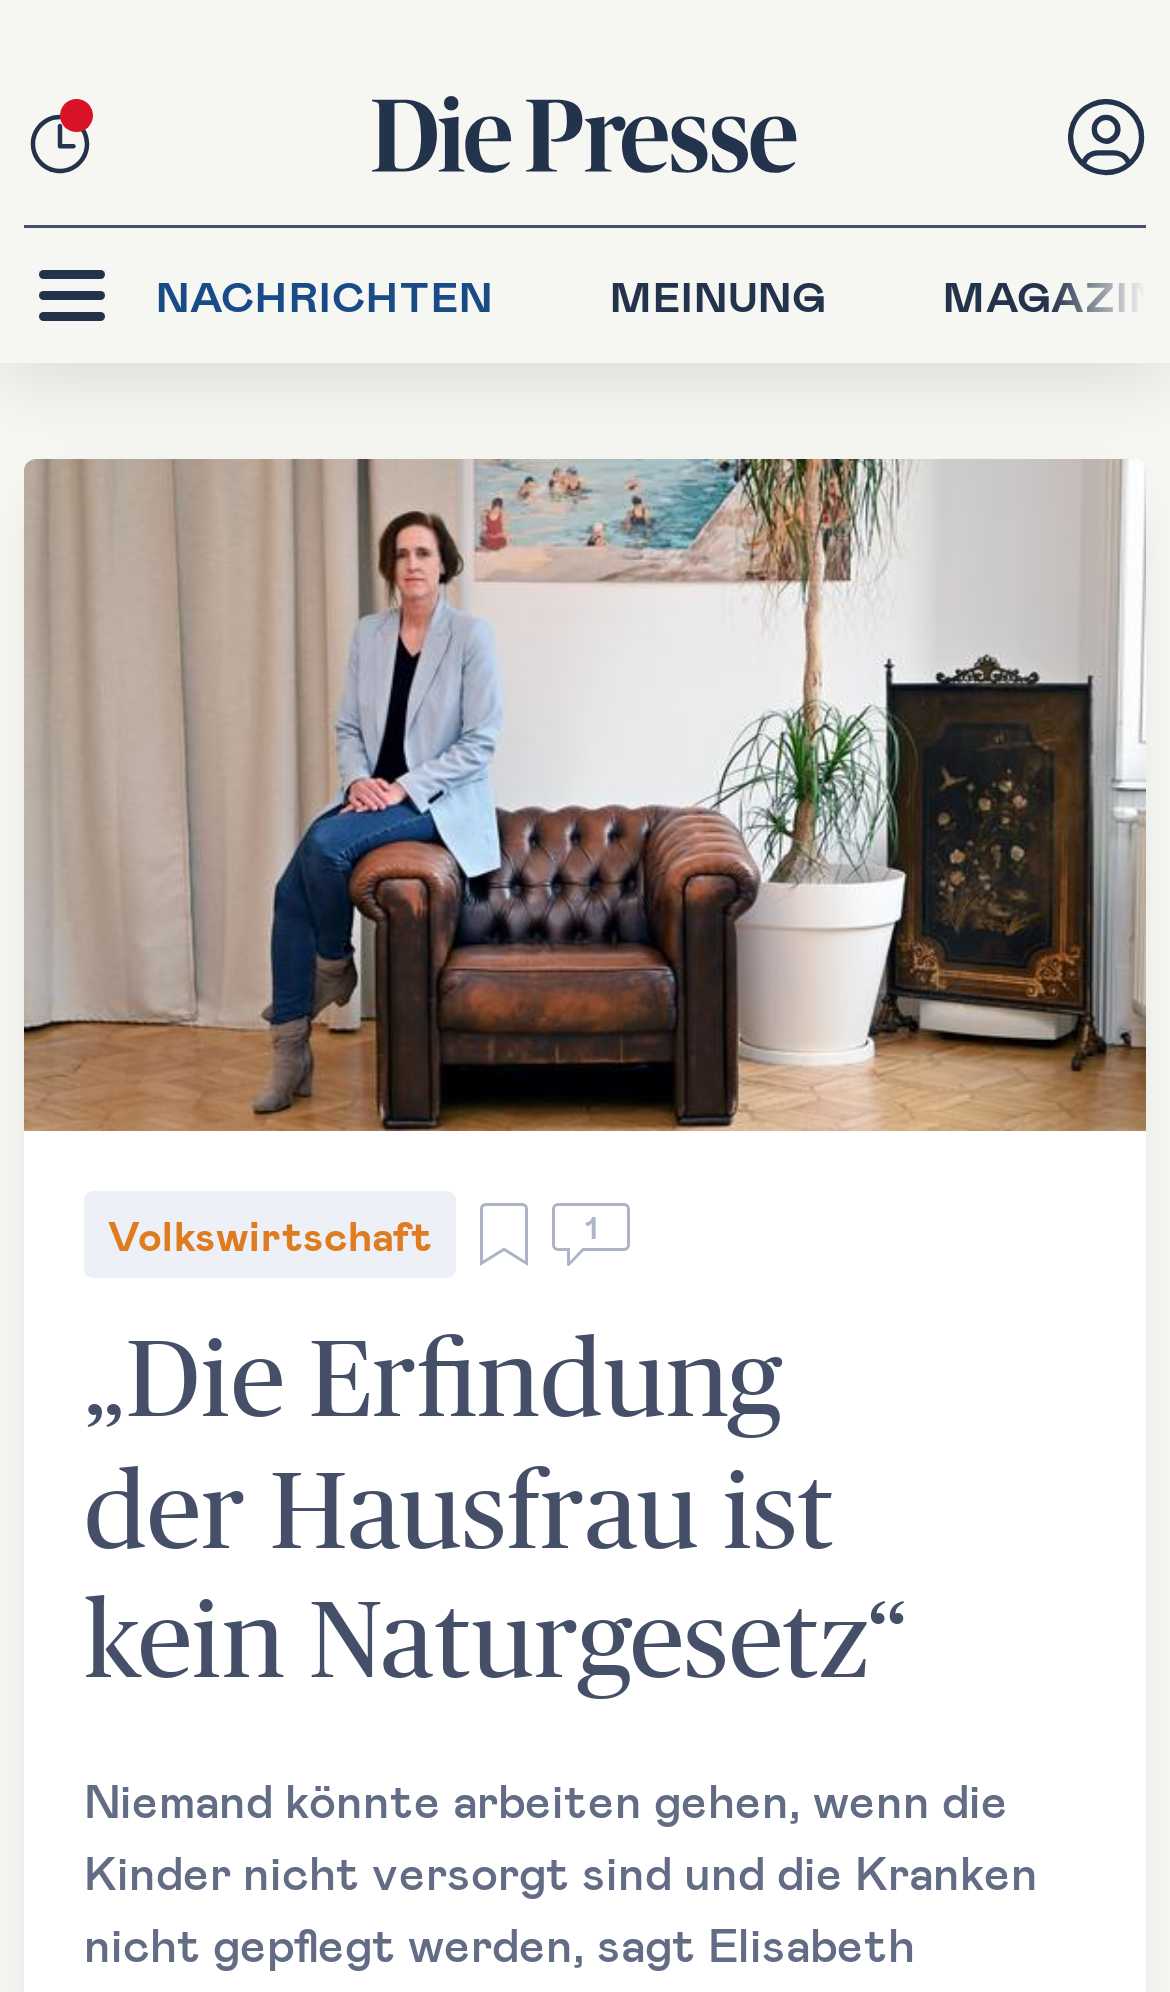 Die Presse
NACHRICHTEN MEINUNG
Volkswirtschaft 1
„Die Erfindung
der Hausfrau ist
kein Naturgesetz“
Niemand könnte arbeiten gehen, wenn die
Kinder nicht versorgt sind und die Kranken
nicht gepflegt werden, sagt Elisabeth